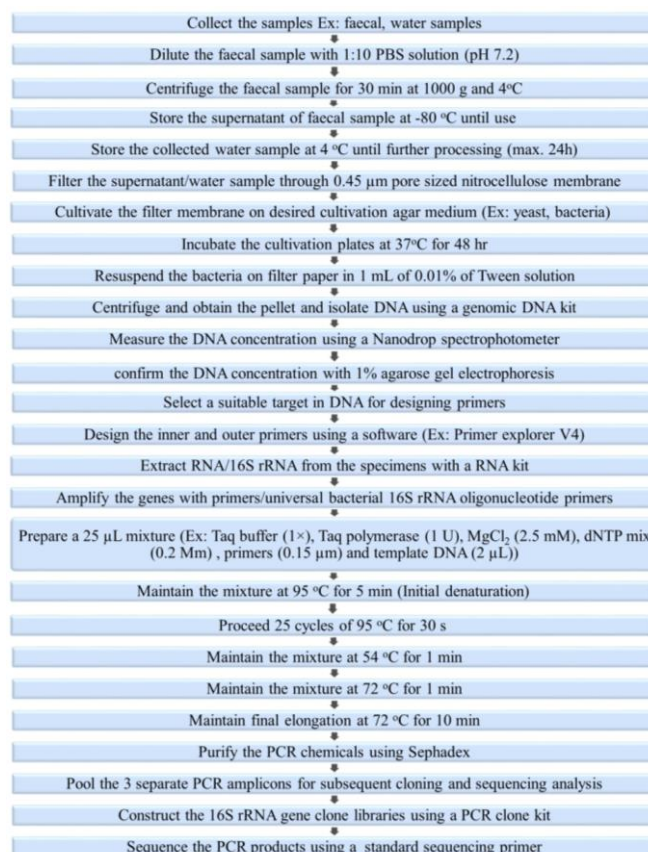 Collect the samples Ex: faecal, water samples
Dilute the faecal sample with 1:10 PBS solution (pH 7.2)
Centrifuge the faecal sample for 30 min at 1000 g and 4°C
Store the supernatant of faecal sample at -80 °C until use
Store the collected water sample at 4 °C until further processing (max. 24h)
Filter the supernatant/water sample through 0.45 µm pore sized nitrocellulose membrane
Cultivate the filter membrane on desired cultivation agar medium (Ex: yeast, bacteria)
Incubate the cultivation plates at 37°C for 48 hr
Resuspend the bacteria on filter paper in 1 mL of 0.01% of Tween solution
Centrifuge and obtain the pellet and isolate DNA using a genomic DNA kit
Measure the DNA concentration using a Nanodrop spectrophotometer
confirm the DNA concentration with 1% agarose gel electrophoresis
Select a suitable target in DNA for designing primers
Design the inner and outer primers using a software (Ex: Primer explorer V4)
Extract RNA/16S rRNA from the specimens with a RNA kit
Amplify the genes with primers/universal bacterial 16S rRNA oligonucleotide primers
Prepare a 25 µL mixture (Ex: Taq buffer (1×), Taq polymerase (1 U), MgCl₂ (2.5 mM), dNTP mix
(0.2 Mm) , primers (0.15 µm) and template DNA (2 µL))
Maintain the mixture at 95 °C for 5 min (Initial denaturation)
Proceed 25 cycles of 95 °C for 30 s
Maintain the mixture at 54 °C for 1 min
Maintain the mixture at 72 °C for 1 min
Maintain final elongation at 72 °C for 10 min
Purify the PCR chemicals using Sephadex
Pool the 3 separate PCR amplicons for subsequent cloning and sequencing analysis
Construct the 16S rRNA gene clone libraries using a PCR clone kit
Sequence the PCR products using a standard sequencing primer